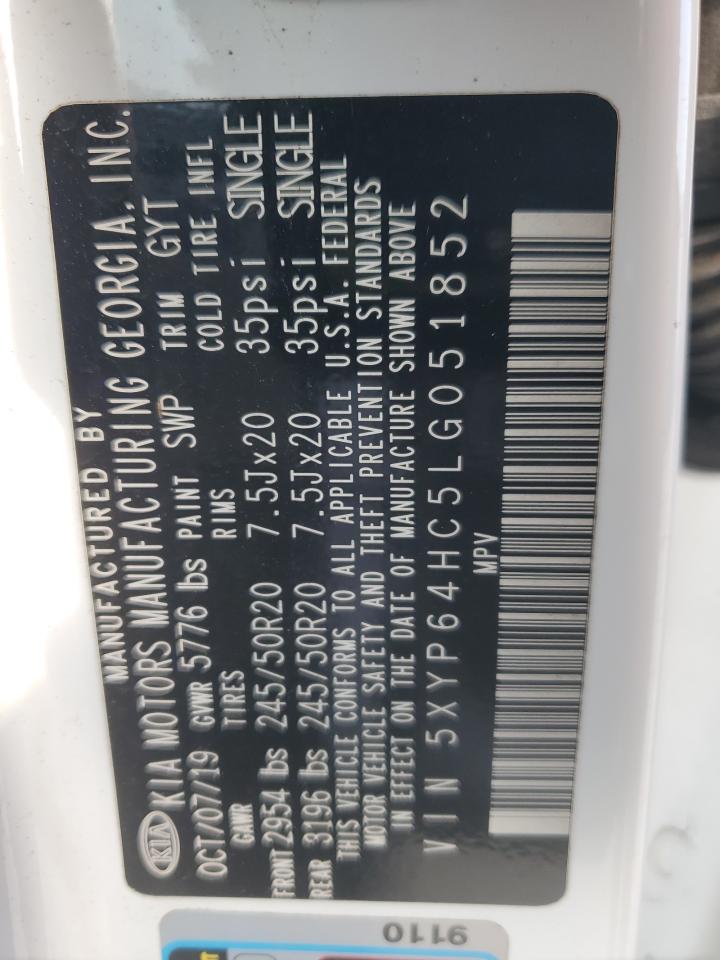 MANUFACTURED BY
KIA KIA MOTORS MANUFACTURING GEORGIA, INC.
OCT/07/19 GVWR 5776 lbs PAINT SWP TRIM GYT
GAWR TIRES RIMS COLD TIRE INFL
FRONT 2954 lbs 245/50R20 7.5Jx20 35psi SINGLE
REAR 3196 lbs 245/50R20 7.5Jx20 35psi SINGLE
THIS VEHICLE CONFORMS TO ALL APPLICABLE U.S.A. FEDERAL
MOTOR VEHICLE SAFETY AND THEFT PREVENTION STANDARDS
IN EFFECT ON THE DATE OF MANUFACTURE SHOWN ABOVE
VIN 5XYP64HC5LG051852
MPV
9110